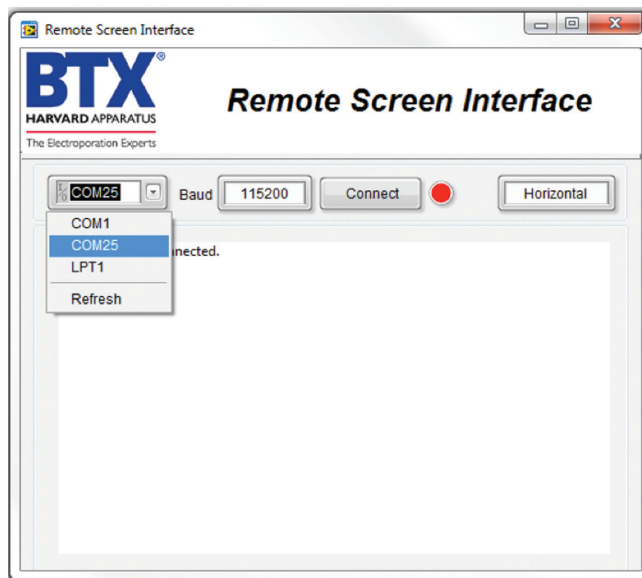 Remote Screen Interface
BTX®
HARVARD APPARATUS
The Electroporation Experts
Remote Screen Interface
I/O COM25 Baud 115200 Connect Horizontal
COM1
COM25
LPT1
Refresh
nnected.